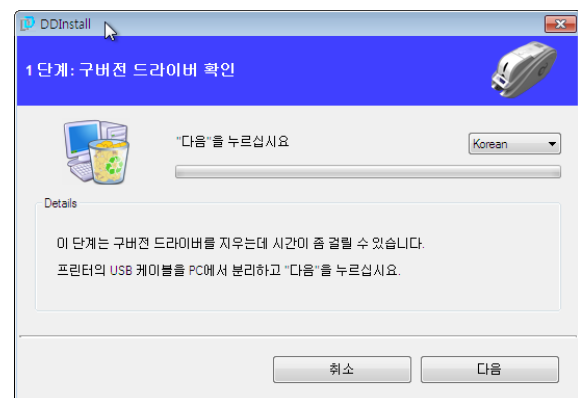 DDInstall
1 단계: 구버전 드라이버 확인
"다음"을 누르십시요
Korean
Details
이 단계는 구버전 드라이버를 지우는데 시간이 좀 걸릴 수 있습니다.
프린터의 USB 케이블을 PC에서 분리하고 "다음"을 누르십시요.
취소
다음